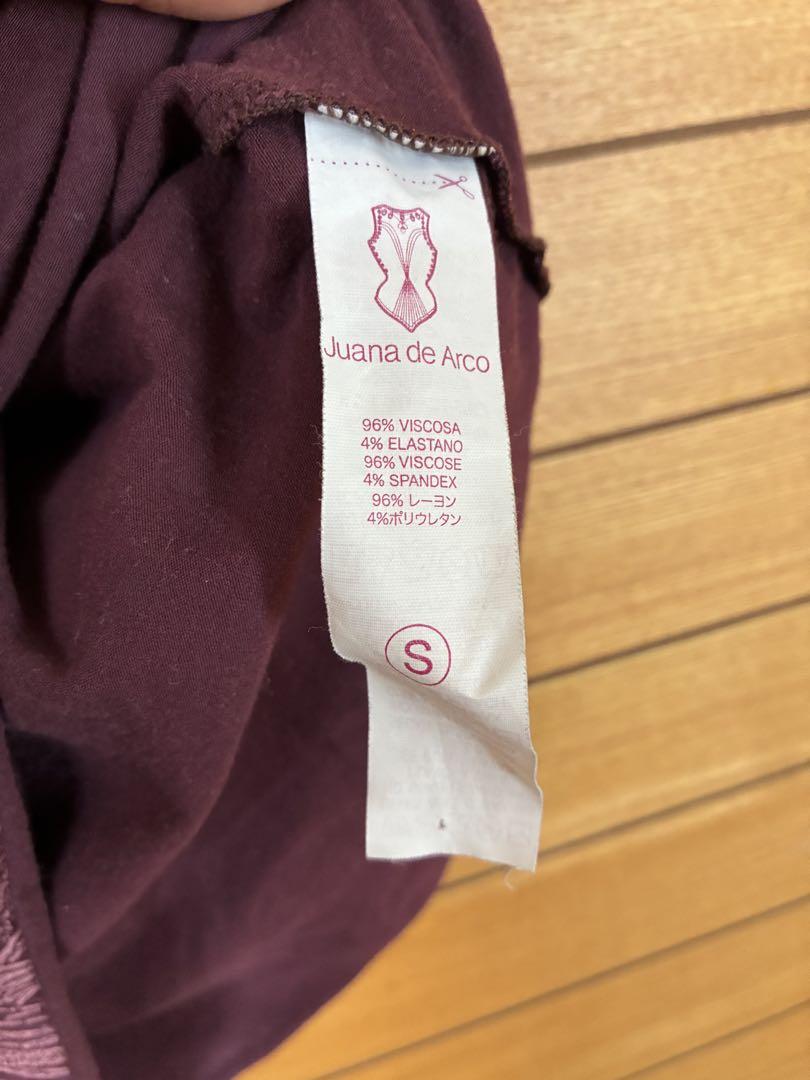 Juana de Arco
96% VISCOSA
4% ELASTANO
96% VISCOSE
4% SPANDEX
96% レーヨン
4%ポリウレタン
S